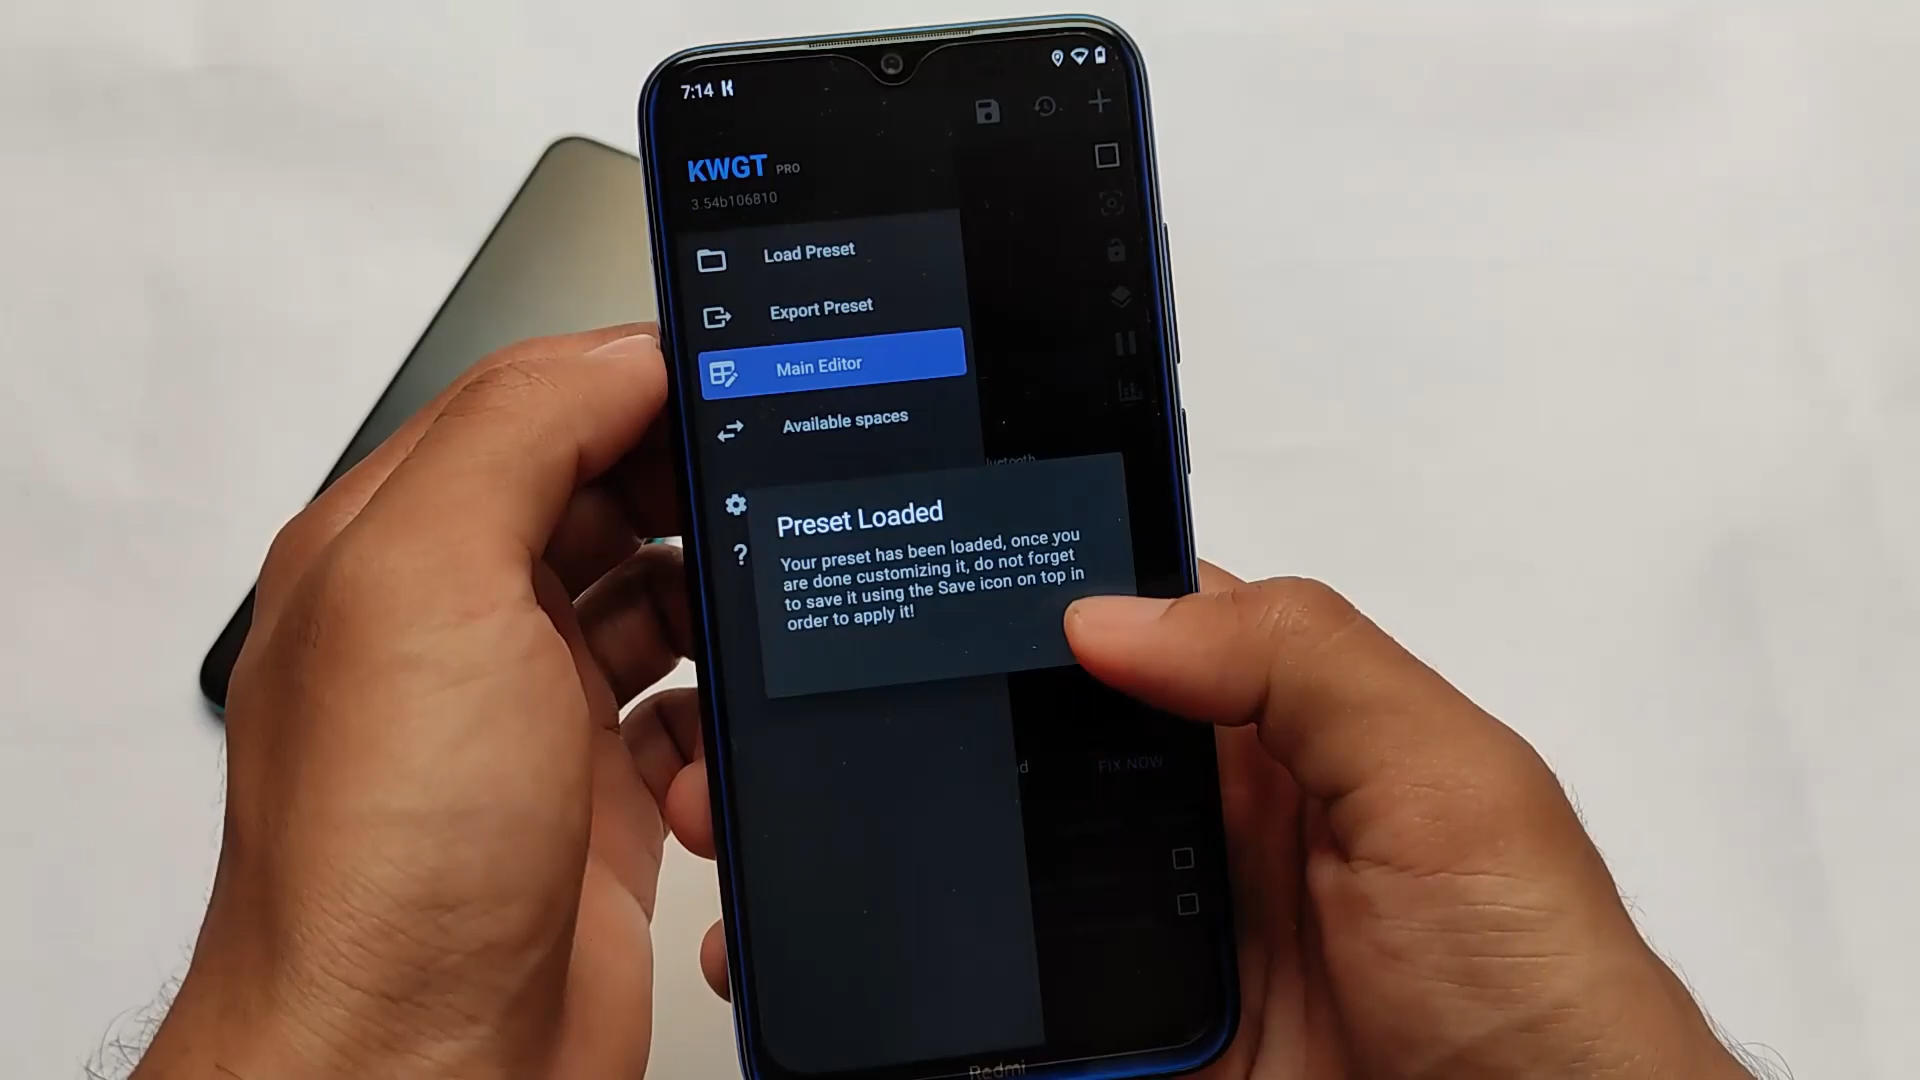 7:14
KWGT PRO
3.54b106810
Load Preset
Export Preset
Main Editor
Available spaces
luetooth
Preset Loaded
Your preset has been loaded, once you
are done customizing it, do not forget
to save it using the Save icon on top in
order to apply it!
?
d FIX NOW
Redmi